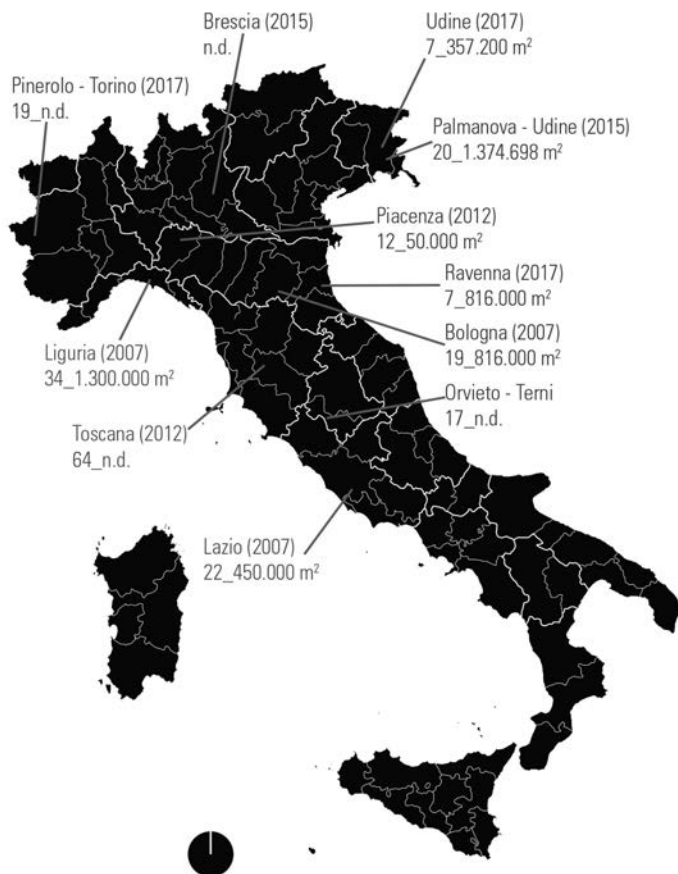 Brescia (2015)
n.d.
Udine (2017)
7_357.200 m²
Pinerolo - Torino (2017)
19_n.d.
Palmanova - Udine (2015)
20_1.374.698 m²
Piacenza (2012)
12_50.000 m²
Ravenna (2017)
7_816.000 m²
Bologna (2007)
19_816.000 m²
Liguria (2007)
34_1.300.000 m²
Orvieto - Terni
17_n.d.
Toscana (2012)
64_n.d.
Lazio (2007)
22_450.000 m²